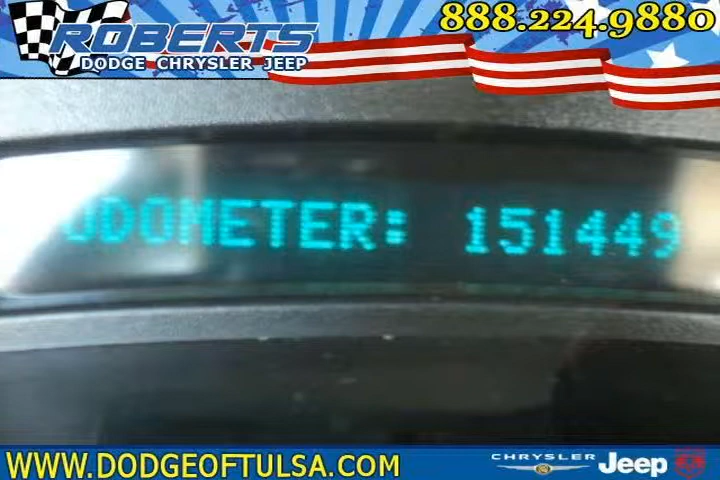 888.224.9880
ROBERTS
DODGE CHRYSLER JEEP
ODOMETER: 151449
WWW.DODGEOFTULSA.COM
CHRYSLER Jeep